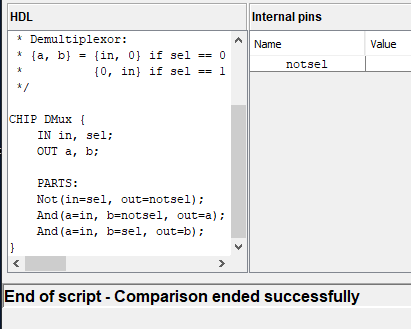 HDL
* Demultiplexor:
* {a, b} = {in, 0} if sel == 0
* {0, in} if sel == 1
*/
CHIP DMux {
IN in, sel;
OUT a, b;
PARTS:
Not(in=sel, out=notsel);
And(a=in, b=notsel, out=a);
And(a=in, b=sel, out=b);
}
Internal pins
Name Value
notsel
End of script - Comparison ended successfully